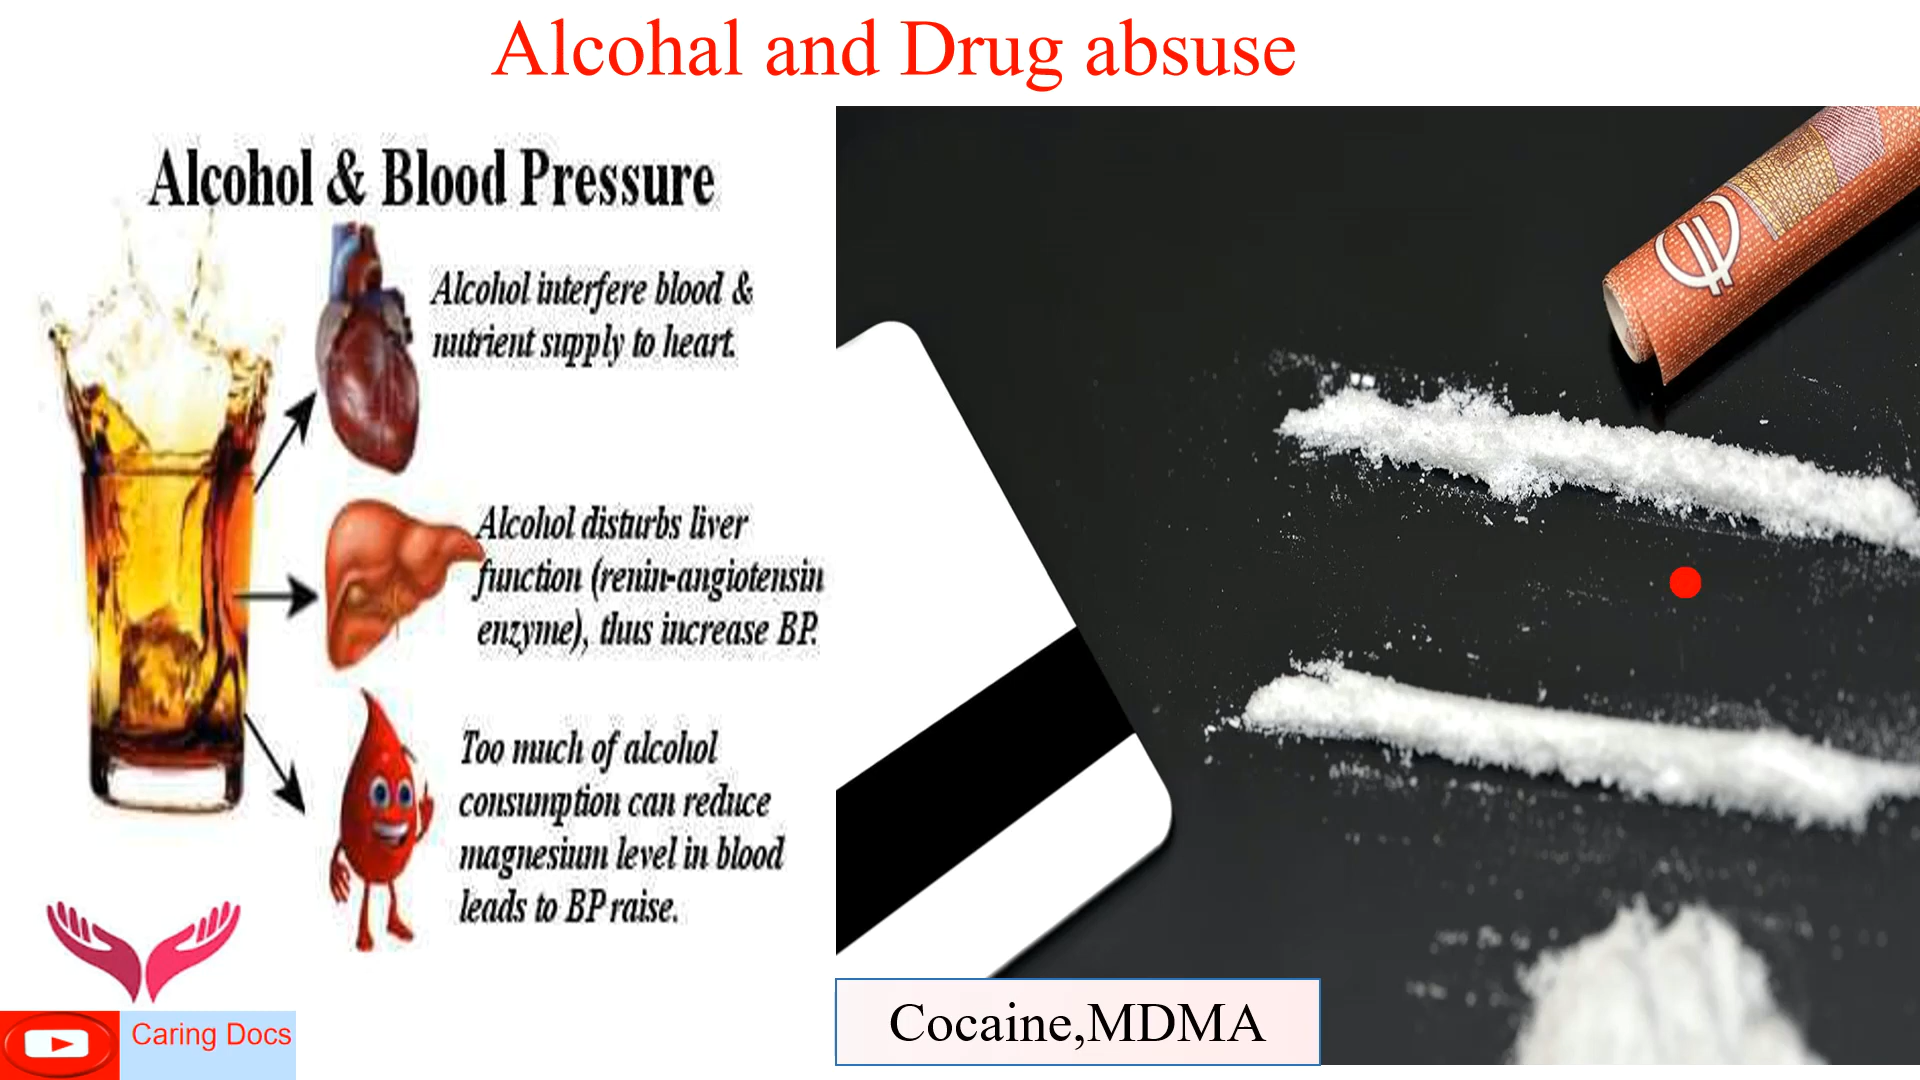 Alcohal and Drug absuse
Alcohol & Blood Pressure
Alcohol interfere blood &
nutrient supply to heart.
Alcohol disturbs liver
function (renin-angiotensin
enzyme), thus increase BP.
Too much of alcohol
consumption can reduce
magnesium level in blood
leads to BP raise.
Caring Docs
Cocaine,MDMA